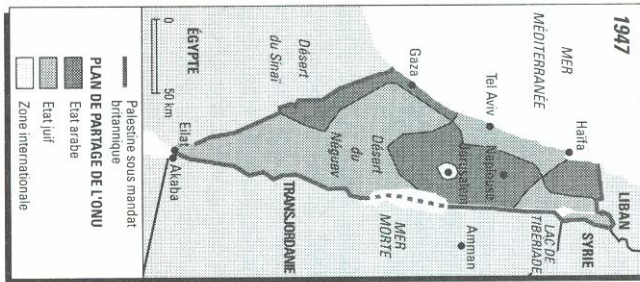 1947
MER
MÉDITERRANÉE
LIBAN
SYRIE
LAC DE
TIBÉRIADE
Haïfa
Naplouse
Tel Aviv
Jérusalem
Amman
Gaza
MER
MORTE
Désert
du
Néguev
Désert
du Sinaï
TRANSJORDANIE
ÉGYPTE
Eilat
Akaba
0
50 km
Palestine sous mandat
britannique
PLAN DE PARTAGE DE L'ONU
Etat arabe
Etat juif
Zone internationale